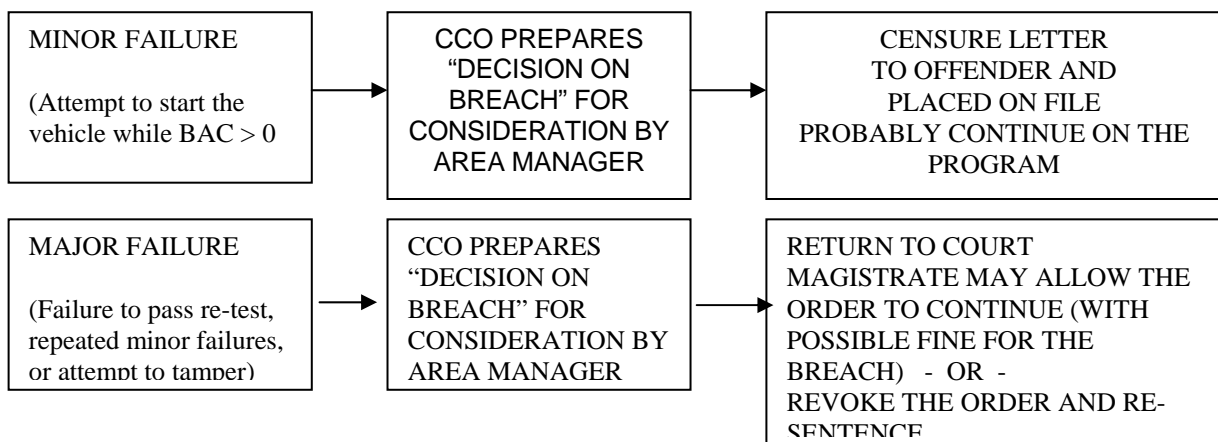 MINOR FAILURE
(Attempt to start the
vehicle while BAC > 0
CCO PREPARES
“DECISION ON
BREACH” FOR
CONSIDERATION BY
AREA MANAGER
CENSURE LETTER
TO OFFENDER AND
PLACED ON FILE
PROBABLY CONTINUE ON THE
PROGRAM
MAJOR FAILURE
(Failure to pass re-test,
repeated minor failures,
or attempt to tamper)
CCO PREPARES
“DECISION ON
BREACH” FOR
CONSIDERATION BY
AREA MANAGER
RETURN TO COURT
MAGISTRATE MAY ALLOW THE
ORDER TO CONTINUE (WITH
POSSIBLE FINE FOR THE
BREACH) - OR -
REVOKE THE ORDER AND RE-
SENTENCE